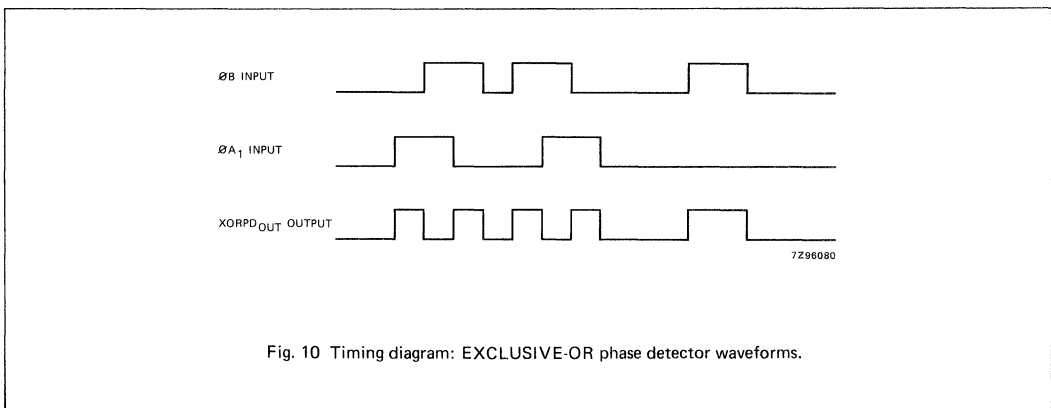 ØB INPUT
ØA1 INPUT
XORPDOUT OUTPUT
7Z96080
Fig. 10 Timing diagram: EXCLUSIVE-OR phase detector waveforms.